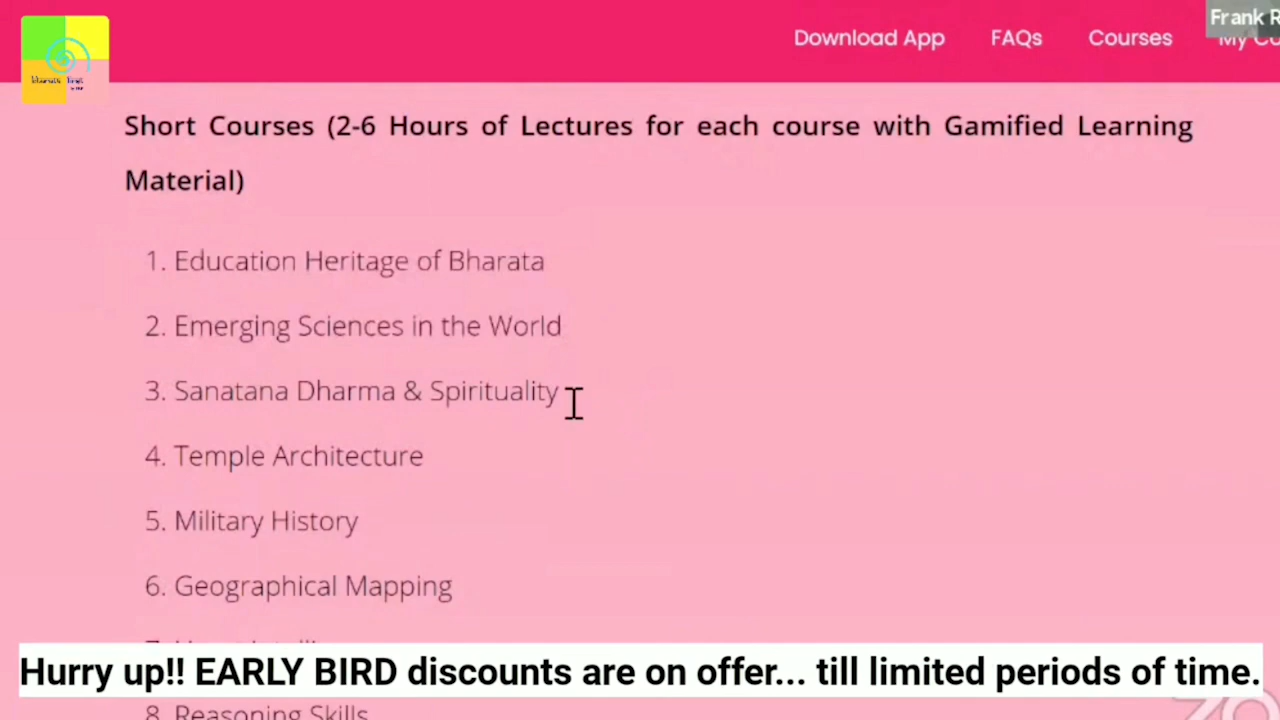 Frank R
Download App FAQs Courses My Co
Short Courses (2-6 Hours of Lectures for each course with Gamified Learning
Material)
1. Education Heritage of Bharata
2. Emerging Sciences in the World
3. Sanatana Dharma & Spirituality
4. Temple Architecture
5. Military History
6. Geographical Mapping
Hurry up!! EARLY BIRD discounts are on offer... till limited periods of time.
8. Reasoning Skills